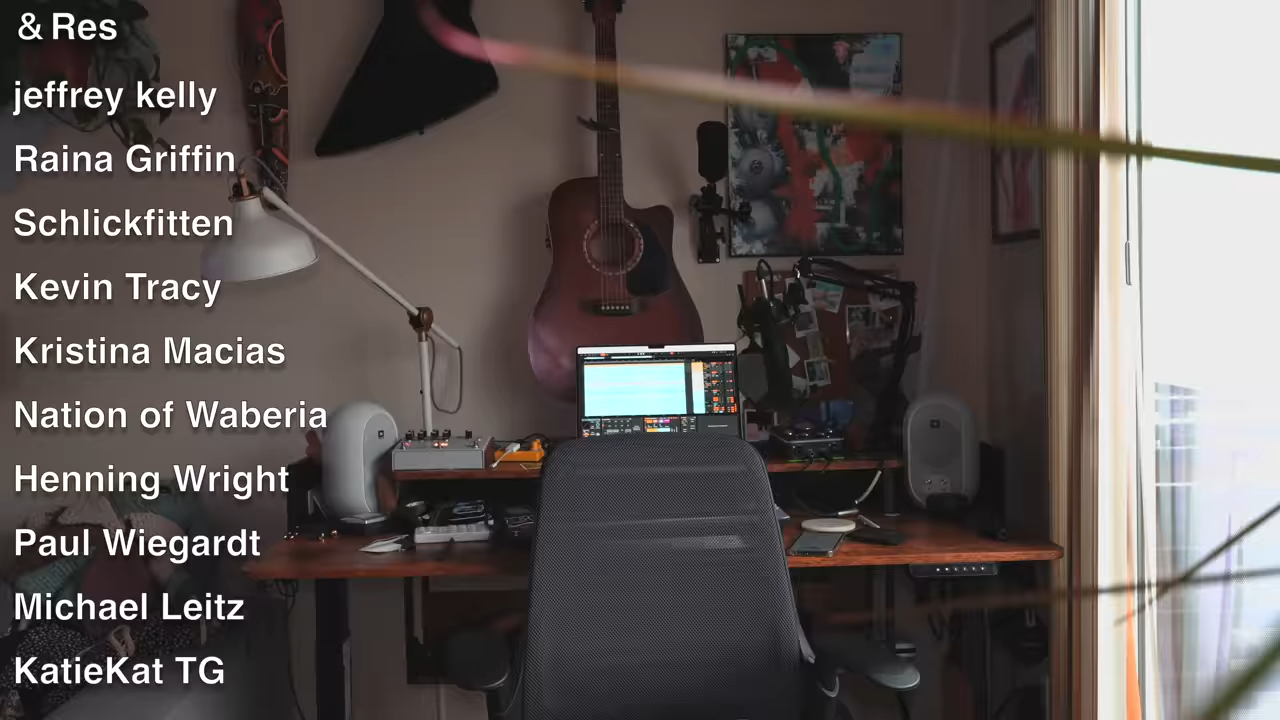 & Res
jeffrey kelly
Raina Griffin
Schlickfitten
Kevin Tracy
Kristina Macias
Nation of Waberia
Henning Wright
Paul Wiegardt
Michael Leitz
KatieKat TG